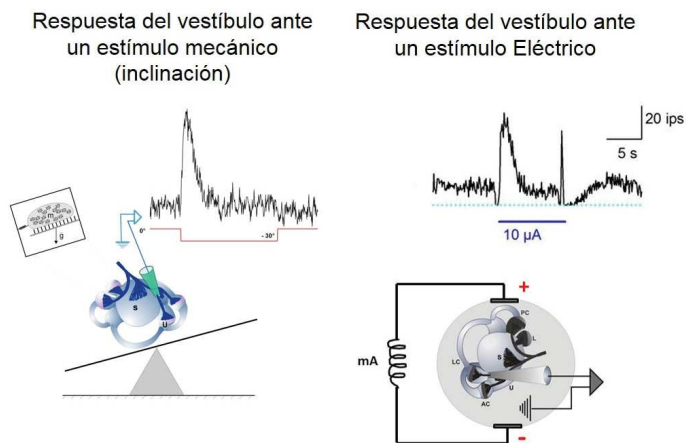 Respuesta del vestíbulo ante
un estímulo mecánico
(inclinación)
Respuesta del vestíbulo ante
un estímulo Eléctrico
20 ips
5 s
10 µA
0°
- 30°
m
g
S
U
+
PC
L
LC
S
U
AC
mA
-